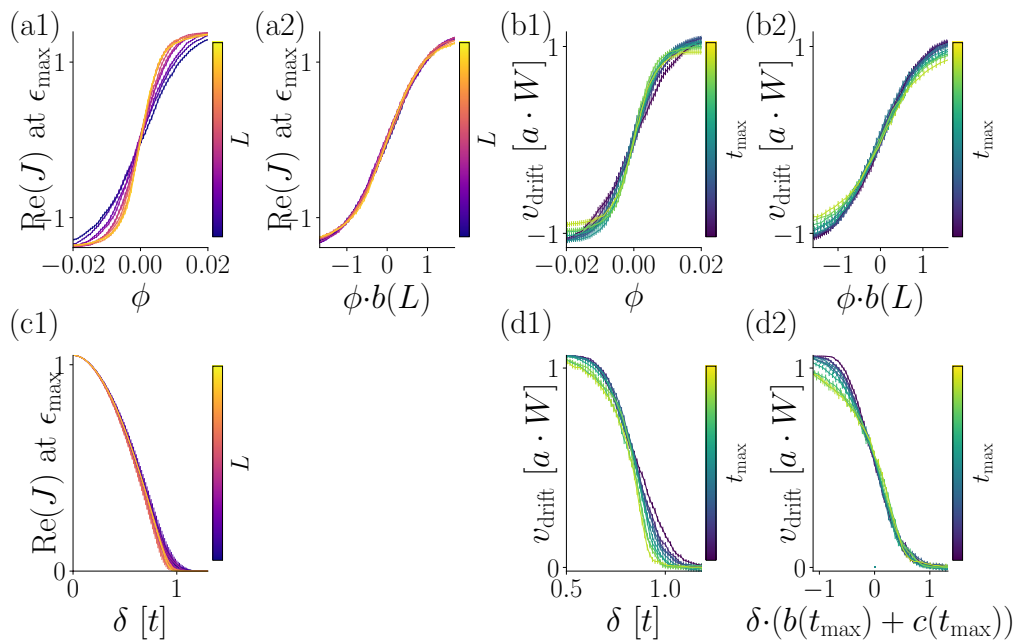 (a1)
Re(J) at ϵmax
1
−1
−0.02 0.00 0.02
ϕ
L
(a2)
Re(J) at ϵmax
−1 0 1
ϕ·b(L)
L
(b1)
vdrift [a · W]
1
−1
−0.02 0.00 0.02
ϕ
tmax
(b2)
vdrift [a · W]
1
−1
−1 0 1
ϕ·b(L)
tmax
(c1)
Re(J) at ϵmax
1
0
0 1
δ [t]
L
(d1)
vdrift [a · W]
1
0
0.5 1.0
δ [t]
tmax
(d2)
vdrift [a · W]
1
0
−1 0 1
δ·(b(tmax) + c(tmax))
tmax